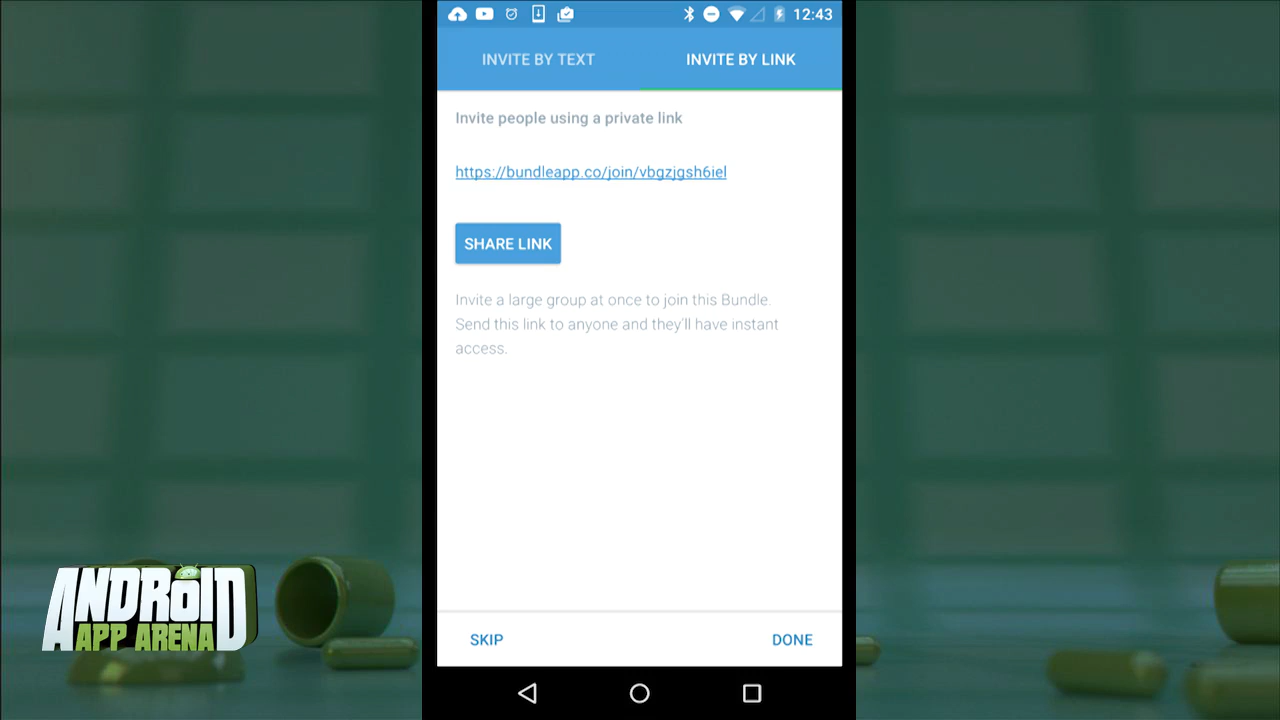 12:43
INVITE BY TEXT
INVITE BY LINK
Invite people using a private link
https://bundleapp.co/join/vbgzjgsh6iel
SHARE LINK
Invite a large group at once to join this Bundle.
Send this link to anyone and they'll have instant
access.
SKIP
DONE
ANDROID
APP ARENA